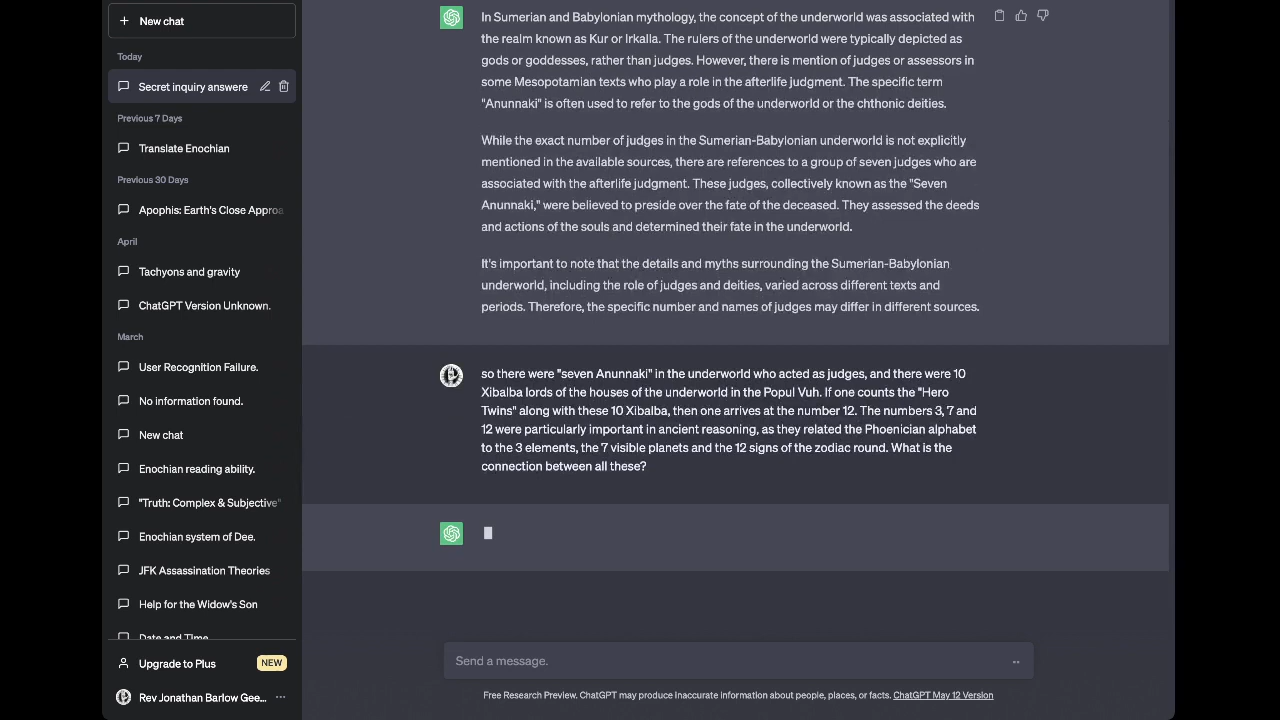 New chat
Today
Secret inquiry answere
Previous 7 Days
Translate Enochian
Previous 30 Days
Apophis: Earth's Close Approa
April
Tachyons and gravity
ChatGPT Version Unknown.
March
User Recognition Failure.
No information found.
New chat
Enochian reading ability.
"Truth: Complex & Subjective"
Enochian system of Dee.
JFK Assassination Theories
Help for the Widow's Son
Date and Time
Upgrade to Plus NEW
Rev Jonathan Barlow Gee...
In Sumerian and Babylonian mythology, the concept of the underworld was associated with
the realm known as Kur or Irkalla. The rulers of the underworld were typically depicted as
gods or goddesses, rather than judges. However, there is mention of judges or assessors in
some Mesopotamian texts who play a role in the afterlife judgment. The specific term
"Anunnaki" is often used to refer to the gods of the underworld or the chthonic deities.
While the exact number of judges in the Sumerian-Babylonian underworld is not explicitly
mentioned in the available sources, there are references to a group of seven judges who are
associated with the afterlife judgment. These judges, collectively known as the "Seven
Anunnaki," were believed to preside over the fate of the deceased. They assessed the deeds
and actions of the souls and determined their fate in the underworld.
It's important to note that the details and myths surrounding the Sumerian-Babylonian
underworld, including the role of judges and deities, varied across different texts and
periods. Therefore, the specific number and names of judges may differ in different sources.
so there were "seven Anunnaki" in the underworld who acted as judges, and there were 10
Xibalba lords of the houses of the underworld in the Popul Vuh. If one counts the "Hero
Twins" along with these 10 Xibalba, then one arrives at the number 12. The numbers 3, 7 and
12 were particularly important in ancient reasoning, as they related the Phoenician alphabet
to the 3 elements, the 7 visible planets and the 12 signs of the zodiac round. What is the
connection between all these?
Send a message.
Free Research Preview. ChatGPT may produce inaccurate information about people, places, or facts. ChatGPT May 12 Version